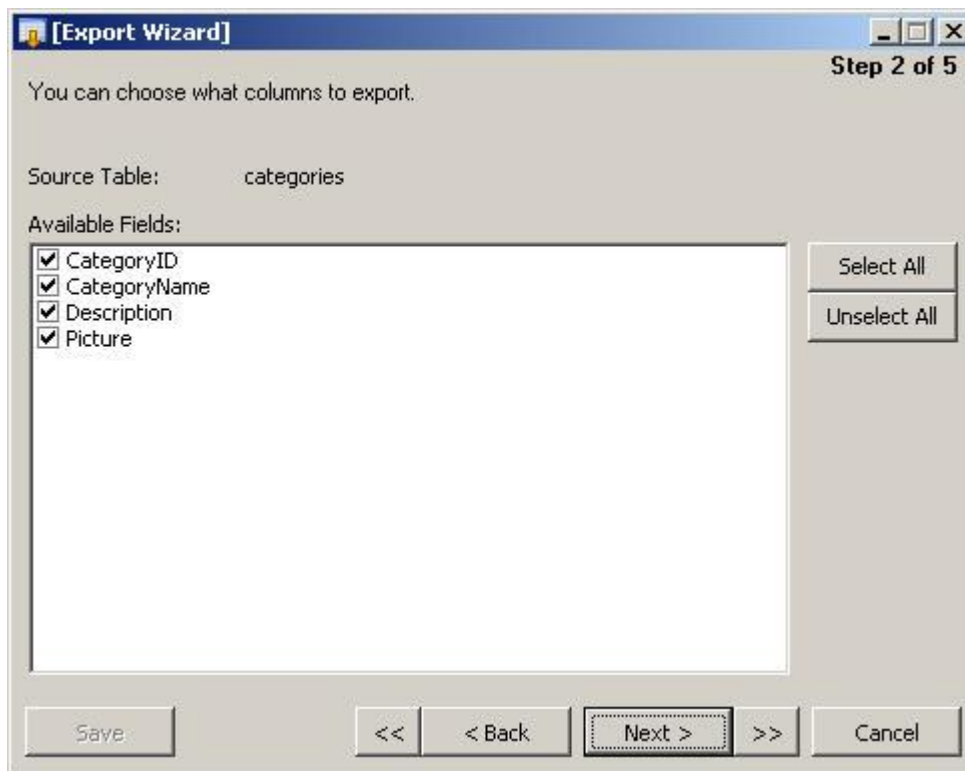 [Export Wizard]
Step 2 of 5
You can choose what columns to export.
Source Table: categories
Available Fields:
CategoryID
CategoryName
Description
Picture
Select All
Unselect All
Save << < Back Next > >> Cancel